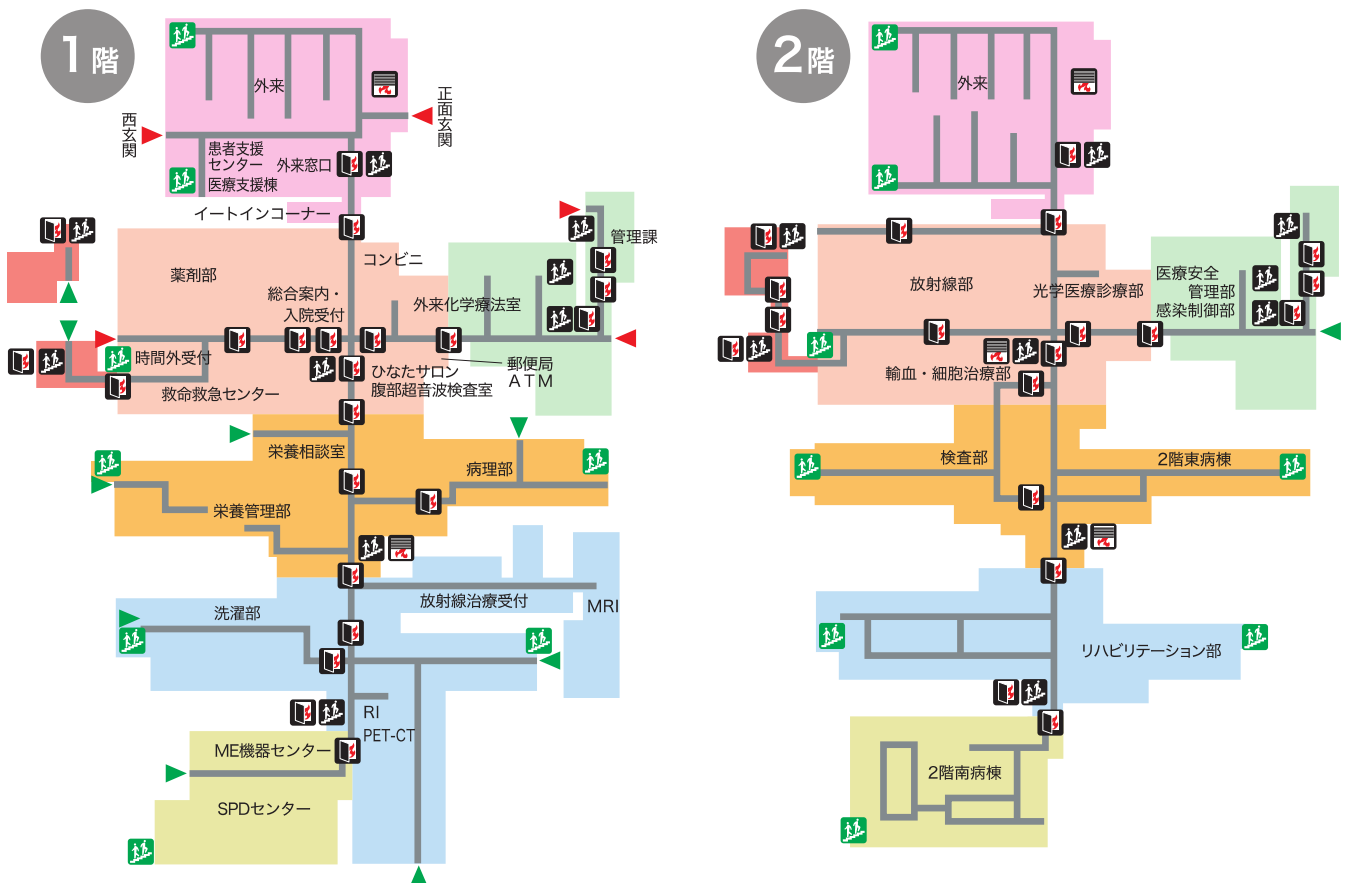 1階
外来
正面玄関
西玄関
患者支援
センター
外来窓口
医療支援棟
イートインコーナー
管理課
コンビニ
薬剤部
総合案内・
入院受付
外来化学療法室
時間外受付
郵便局
ATM
ひなたサロン
腹部超音波検査室
救命救急センター
栄養相談室
病理部
栄養管理部
放射線治療受付
MRI
洗濯部
RI
PET-CT
ME機器センター
SPDセンター
2階
外来
放射線部
光学医療診療部
医療安全
管理部
感染制御部
輸血・細胞治療部
検査部
2階東病棟
リハビリテーション部
2階南病棟